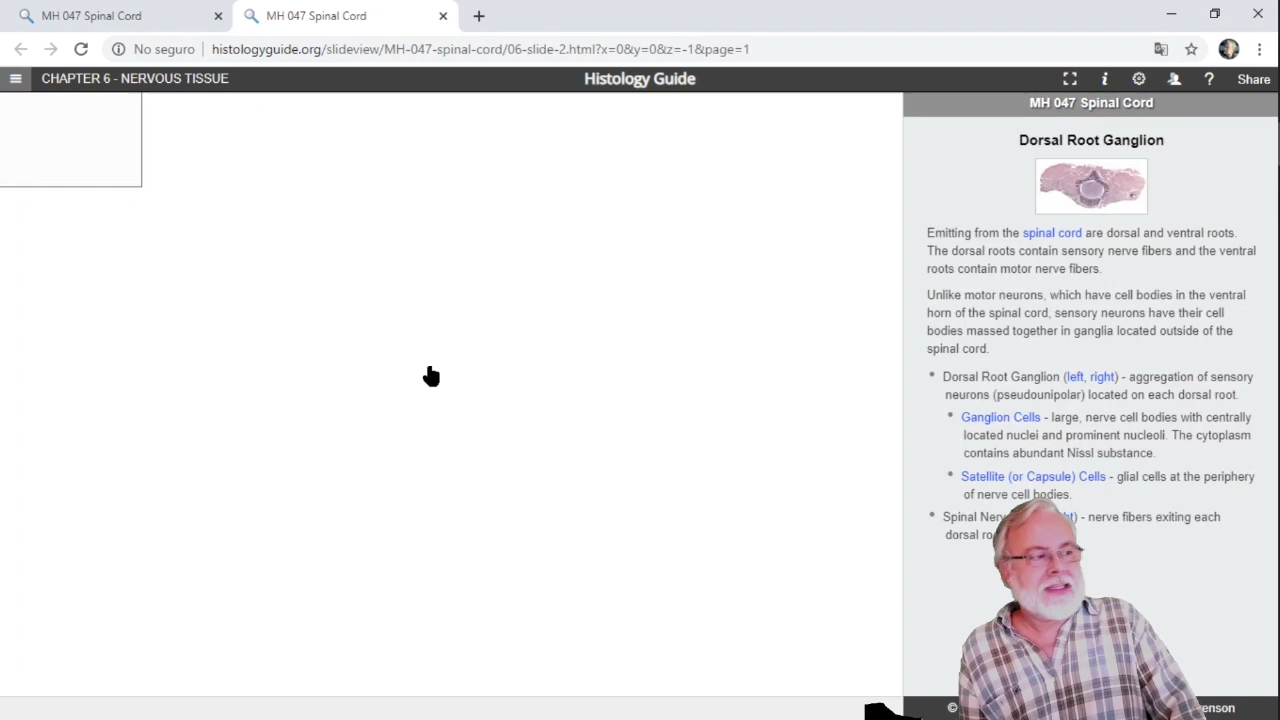 MH 047 Spinal Cord
MH 047 Spinal Cord
No seguro
histologyguide.org/slideview/MH-047-spinal-cord/06-slide-2.html?x=0&y=0&z=-1&page=1
CHAPTER 6 - NERVOUS TISSUE
Histology Guide
Share
MH 047 Spinal Cord
Dorsal Root Ganglion
Emitting from the spinal cord are dorsal and ventral roots.
The dorsal roots contain sensory nerve fibers and the ventral
roots contain motor nerve fibers.
Unlike motor neurons, which have cell bodies in the ventral
horn of the spinal cord, sensory neurons have their cell
bodies massed together in ganglia located outside of the
spinal cord.
Dorsal Root Ganglion (left, right) - aggregation of sensory
neurons (pseudounipolar) located on each dorsal root.
Ganglion Cells - large, nerve cell bodies with centrally
located nuclei and prominent nucleoli. The cytoplasm
contains abundant Nissl substance.
Satellite (or Capsule) Cells - glial cells at the periphery
of nerve cell bodies.
Spinal - nerve fibers exiting each
dorsal
©